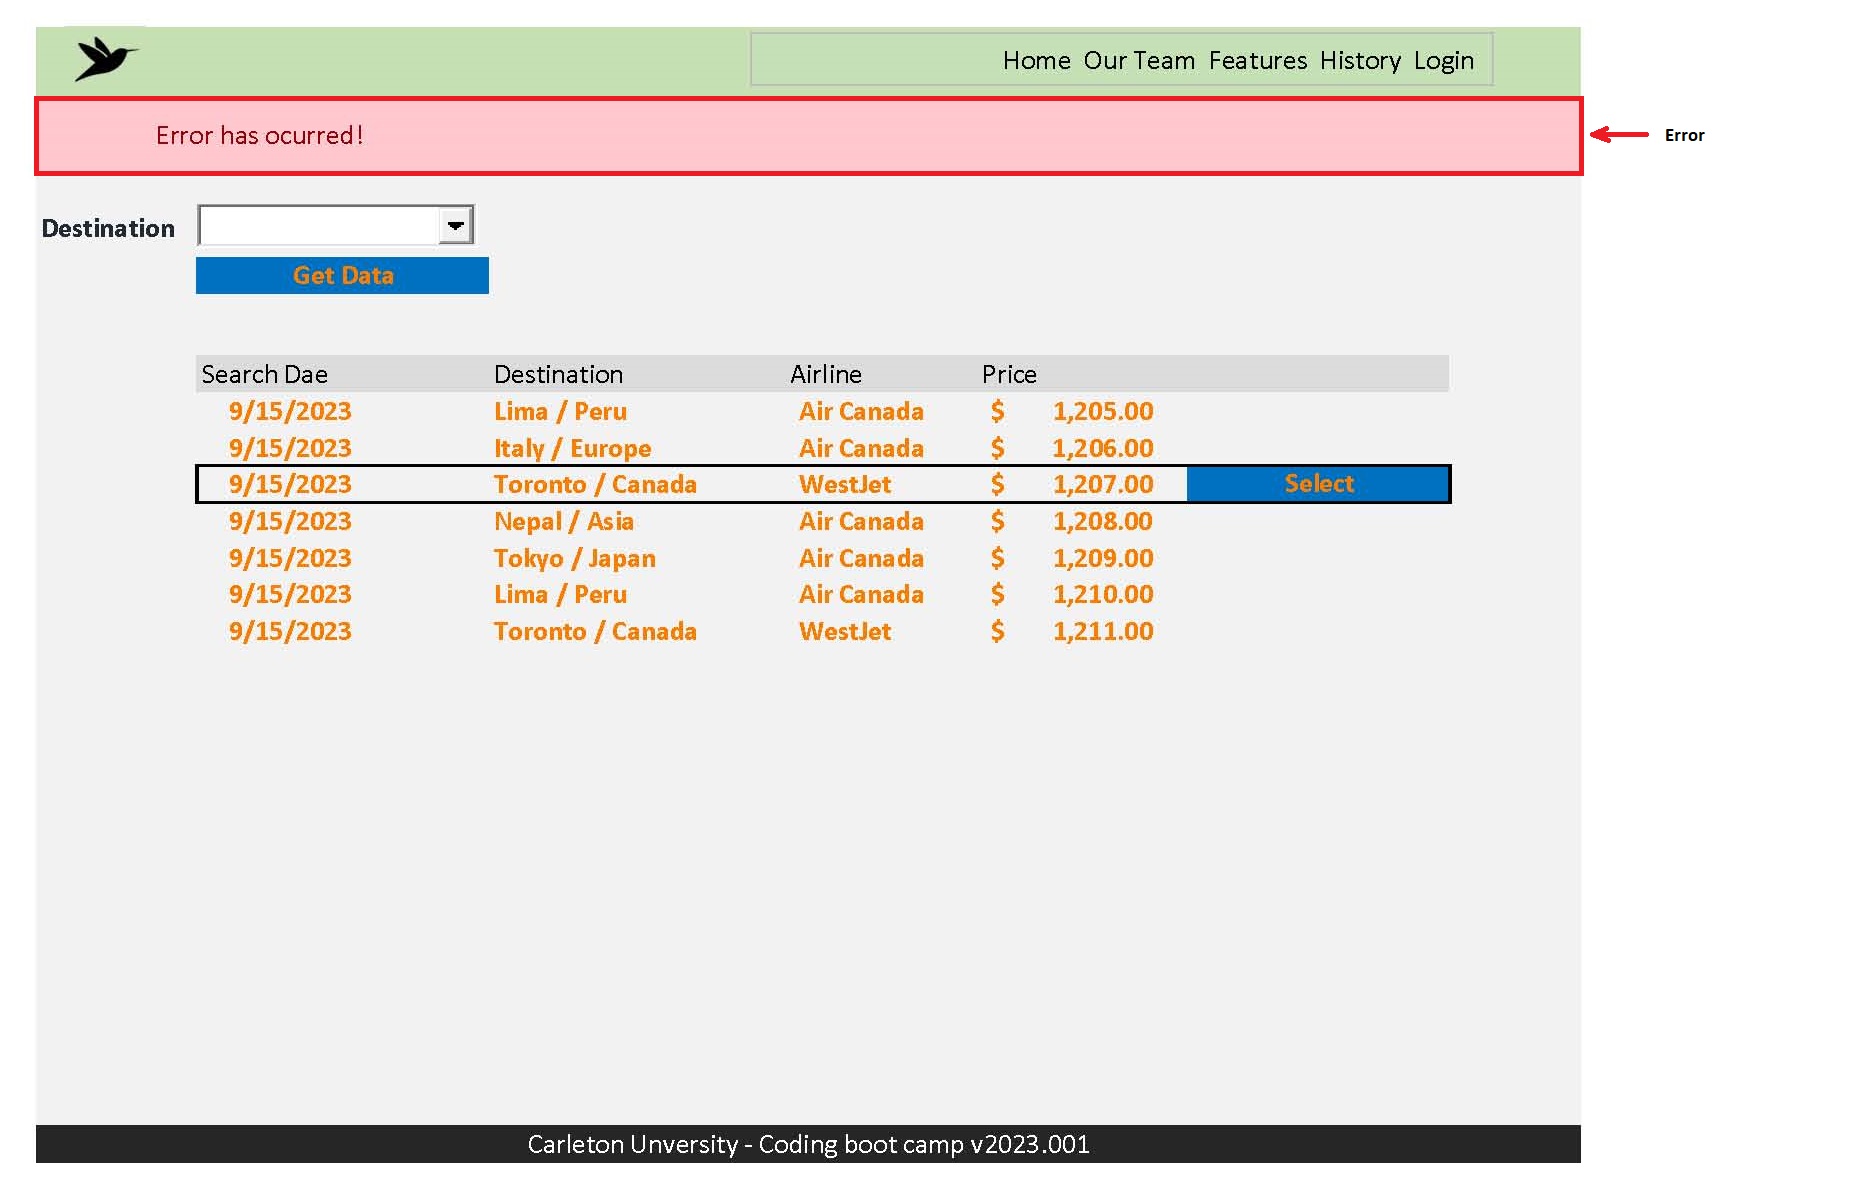 Home Our Team Features History Login
Error has ocurred!
Error
Destination
Get Data
Search Dae Destination Airline Price
9/15/2023 Lima / Peru Air Canada $ 1,205.00
9/15/2023 Italy / Europe Air Canada $ 1,206.00
9/15/2023 Toronto / Canada WestJet $ 1,207.00 Select
9/15/2023 Nepal / Asia Air Canada $ 1,208.00
9/15/2023 Tokyo / Japan Air Canada $ 1,209.00
9/15/2023 Lima / Peru Air Canada $ 1,210.00
9/15/2023 Toronto / Canada WestJet $ 1,211.00
Carleton Unversity - Coding boot camp v2023.001